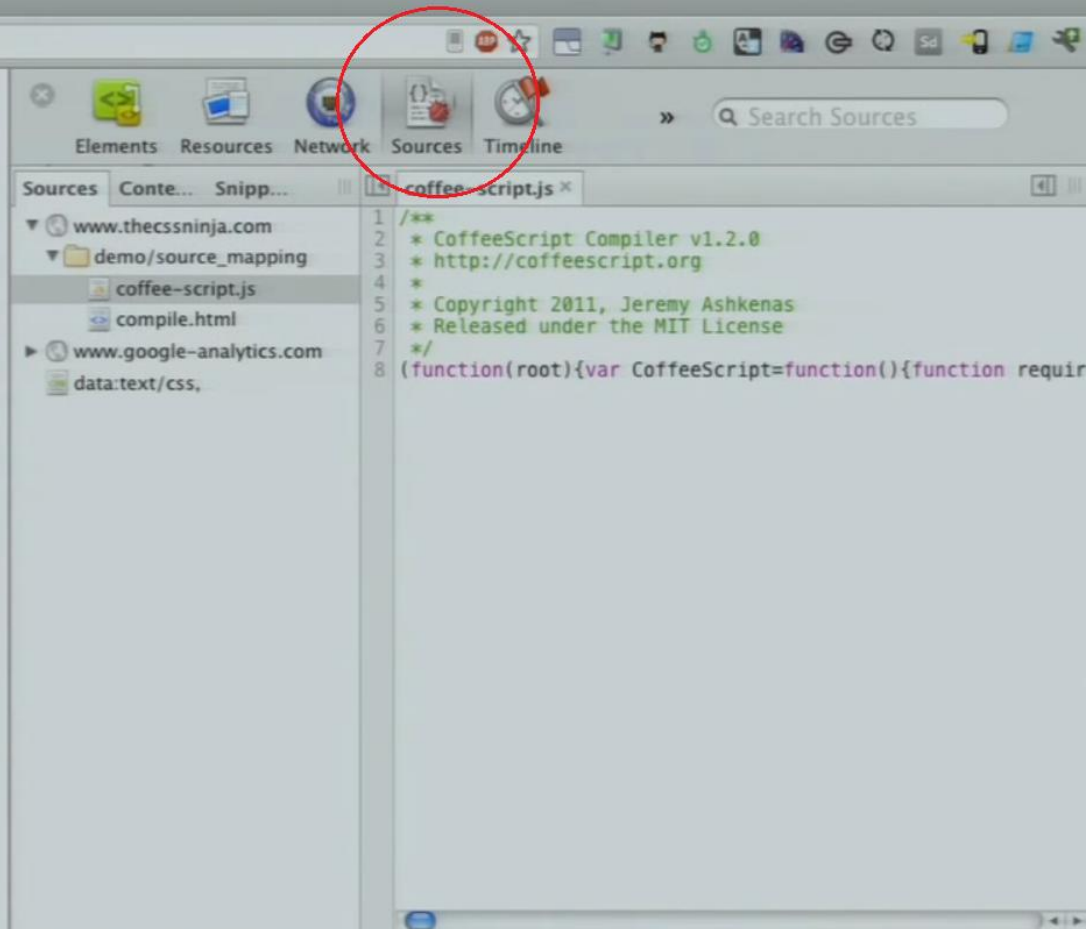 ABP
Sd
Elements Resources Network Sources Timeline » Search Sources
Sources Conte... Snipp... coffee-script.js ×
www.thecssninja.com
demo/source_mapping
coffee-script.js
compile.html
www.google-analytics.com
data:text/css,
1 /**
2 * CoffeeScript Compiler v1.2.0
3 * http://coffeescript.org
4 *
5 * Copyright 2011, Jeremy Ashkenas
6 * Released under the MIT License
7 */
8 (function(root){var CoffeeScript=function(){function requir